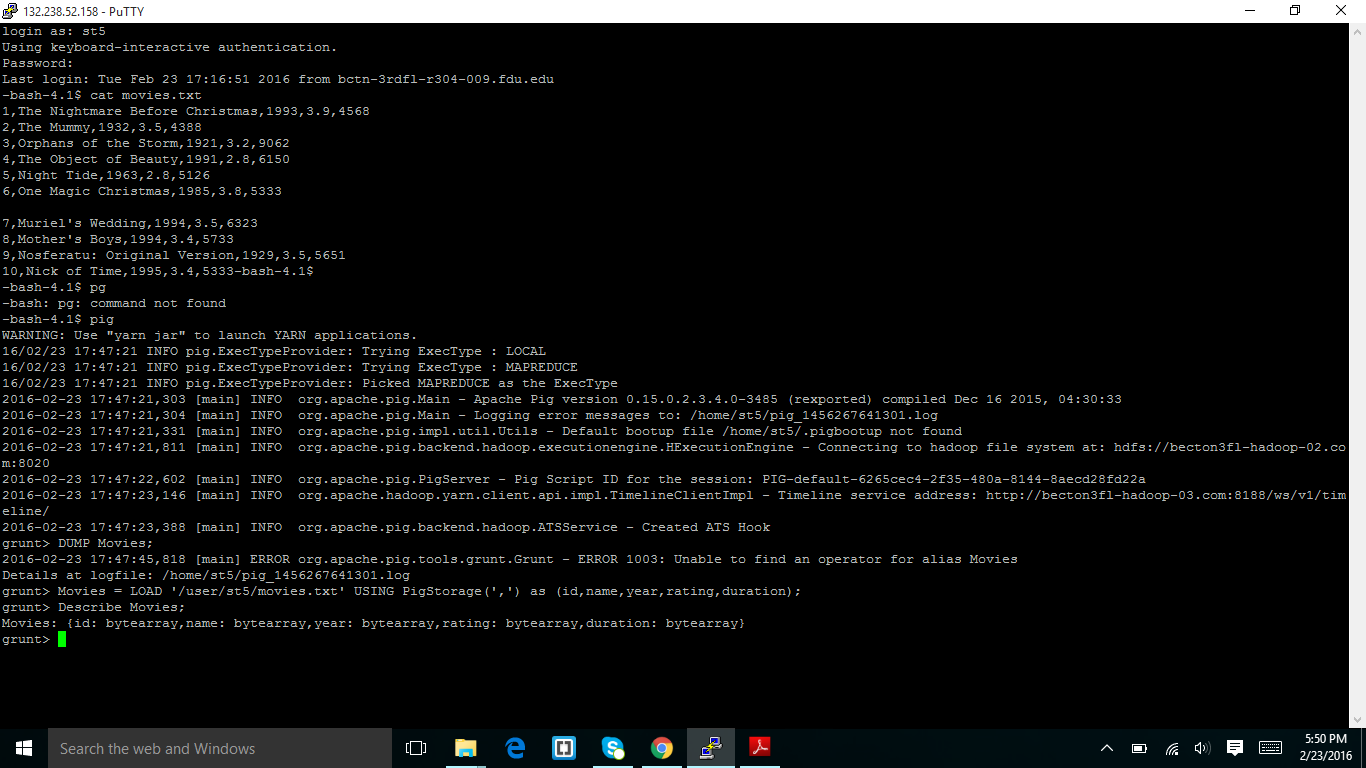 132.238.52.158 - PuTTY
login as: st5
Using keyboard-interactive authentication.
Password:
Last login: Tue Feb 23 17:16:51 2016 from bctn-3rdfl-r304-009.fdu.edu
-bash-4.1$ cat movies.txt
1,The Nightmare Before Christmas,1993,3.9,4568
2,The Mummy,1932,3.5,4388
3,Orphans of the Storm,1921,3.2,9062
4,The Object of Beauty,1991,2.8,6150
5,Night Tide,1963,2.8,5126
6,One Magic Christmas,1985,3.8,5333
7,Muriel's Wedding,1994,3.5,6323
8,Mother's Boys,1994,3.4,5733
9,Nosferatu: Original Version,1929,3.5,5651
10,Nick of Time,1995,3.4,5333-bash-4.1$
-bash-4.1$ pg
-bash: pg: command not found
-bash-4.1$ pig
WARNING: Use "yarn jar" to launch YARN applications.
16/02/23 17:47:21 INFO pig.ExecTypeProvider: Trying ExecType : LOCAL
16/02/23 17:47:21 INFO pig.ExecTypeProvider: Trying ExecType : MAPREDUCE
16/02/23 17:47:21 INFO pig.ExecTypeProvider: Picked MAPREDUCE as the ExecType
2016-02-23 17:47:21,303 [main] INFO  org.apache.pig.Main - Apache Pig version 0.15.0.2.3.4.0-3485 (rexported) compiled Dec 16 2015, 04:30:33
2016-02-23 17:47:21,304 [main] INFO  org.apache.pig.Main - Logging error messages to: /home/st5/pig_1456267641301.log
2016-02-23 17:47:21,331 [main] INFO  org.apache.pig.impl.util.Utils - Default bootup file /home/st5/.pigbootup not found
2016-02-23 17:47:21,811 [main] INFO  org.apache.pig.backend.hadoop.executionengine.HExecutionEngine - Connecting to hadoop file system at: hdfs://becton3fl-hadoop-02.co
m:8020
2016-02-23 17:47:22,602 [main] INFO  org.apache.pig.PigServer - Pig Script ID for the session: PIG-default-6265cec4-2f35-480a-8144-8aecd28fd22a
2016-02-23 17:47:23,146 [main] INFO  org.apache.hadoop.yarn.client.api.impl.TimelineClientImpl - Timeline service address: http://becton3fl-hadoop-03.com:8188/ws/v1/tim
eline/
2016-02-23 17:47:23,388 [main] INFO  org.apache.pig.backend.hadoop.ATSService - Created ATS Hook
grunt> DUMP Movies;
2016-02-23 17:47:45,818 [main] ERROR org.apache.pig.tools.grunt.Grunt - ERROR 1003: Unable to find an operator for alias Movies
Details at logfile: /home/st5/pig_1456267641301.log
grunt> Movies = LOAD '/user/st5/movies.txt' USING PigStorage(',') as (id,name,year,rating,duration);
grunt> Describe Movies;
Movies: {id: bytearray,name: bytearray,year: bytearray,rating: bytearray,duration: bytearray}
grunt>
Search the web and Windows
5:50 PM
2/23/2016